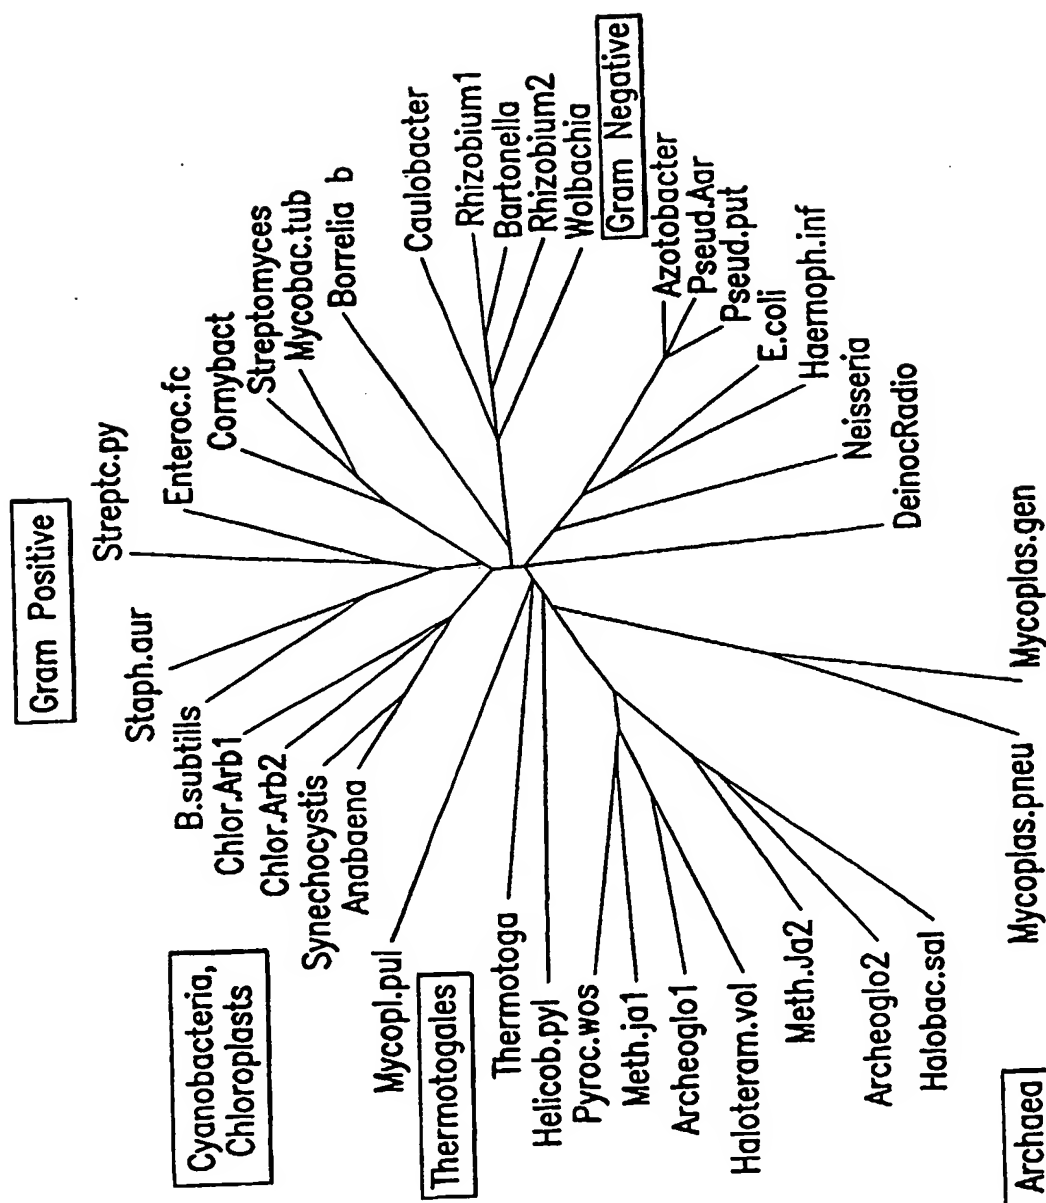 Gram Positive
Streptc.py
Staph.aur
Enteroc.fc
B.subtills
Cornybact
Cyanobacteria,
Chloroplasts
Chlor.Arb1
Streptomyces
Chlor.Arb2
Mycobac.tub
Synechocystis
Borrelia b
Anabaena
Mycopl.pul
Caulobacter
Thermotogales
Rhizobium1
Thermotoga
Bartonella
Helicob.pyl
Rhizobium2
Pyroc.wos
Wolbachia
Gram Negative
Meth.ja1
Azotobacter
Archeoglo1
Pseud.Aar
Haloteram.vol
Pseud.put
E.coli
Meth.Ja2
Haemoph.inf
Neisseria
Archeoglo2
DeinocRadio
Halobac.sal
Mycoplas.pneu
Mycoplas.gen
Archaea